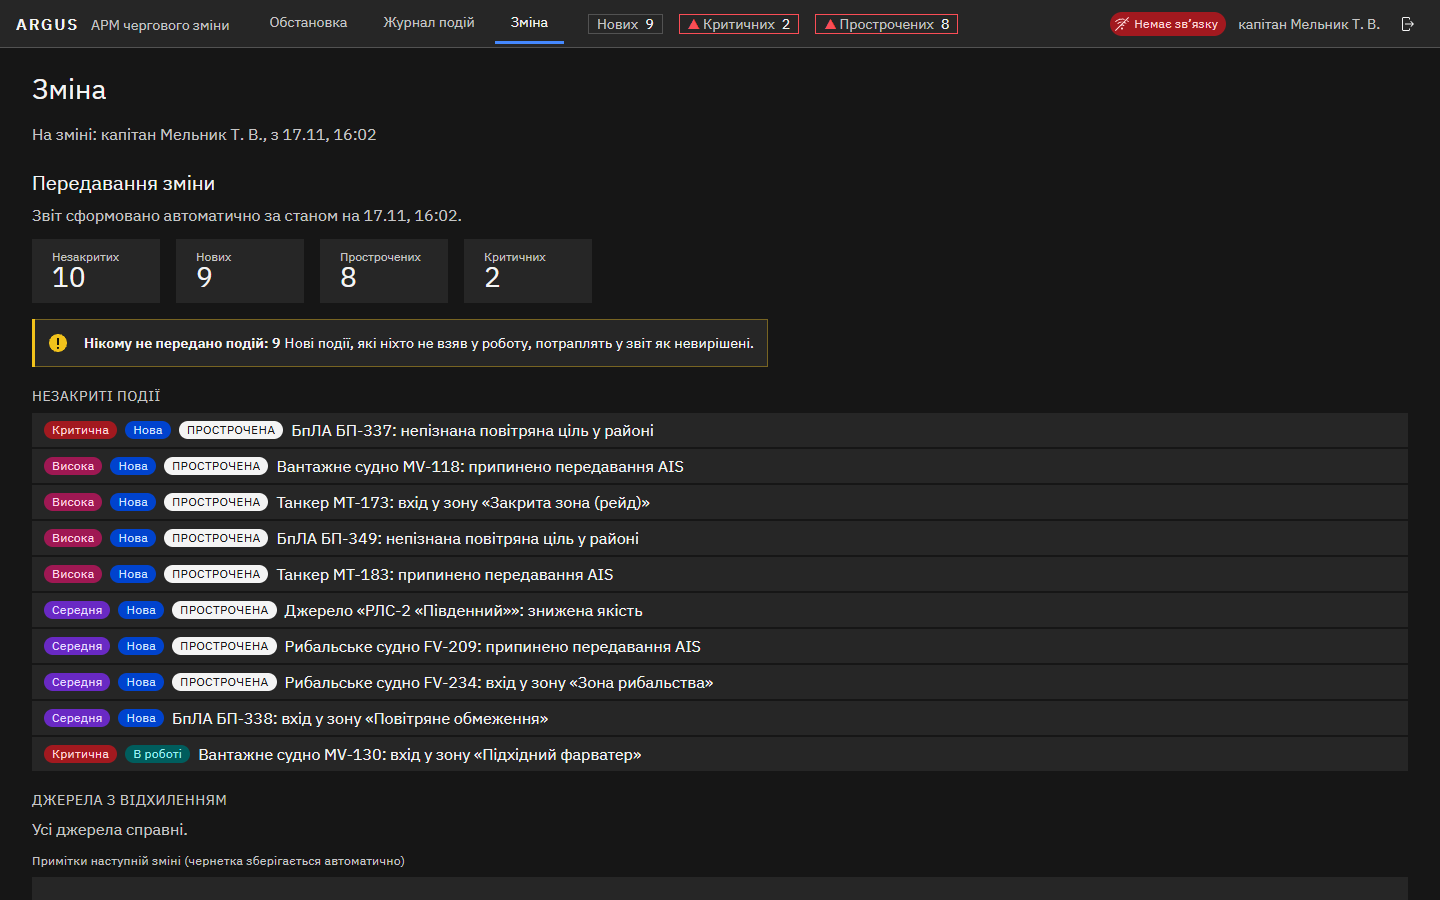 ARGUS АРМ чергового зміни Обстановка Журнал подій Зміна Нових 9 Критичних 2 Прострочених 8 Немає зв’язку капітан Мельник Т. В.
Зміна
На зміні: капітан Мельник Т. В., з 17.11, 16:02
Передавання зміни
Звіт сформовано автоматично за станом на 17.11, 16:02.
Незакритих Нових Прострочених Критичних
10 9 8 2
Нікому не передано подій: 9 Нові події, які ніхто не взяв у роботу, потраплять у звіт як невирішені.
НЕЗАКРИТІ ПОДІЇ
Критична Нова ПРОСТРОЧЕНА БпЛА БП-337: непізнана повітряна ціль у районі
Висока Нова ПРОСТРОЧЕНА Вантажне судно MV-118: припинено передавання AIS
Висока Нова ПРОСТРОЧЕНА Танкер МТ-173: вхід у зону «Закрита зона (рейд)»
Висока Нова ПРОСТРОЧЕНА БпЛА БП-349: непізнана повітряна ціль у районі
Висока Нова ПРОСТРОЧЕНА Танкер МТ-183: припинено передавання AIS
Середня Нова ПРОСТРОЧЕНА Джерело «РЛС-2 «Південний»»: знижена якість
Середня Нова ПРОСТРОЧЕНА Рибальське судно FV-209: припинено передавання AIS
Середня Нова ПРОСТРОЧЕНА Рибальське судно FV-234: вхід у зону «Зона рибальства»
Середня Нова БпЛА БП-338: вхід у зону «Повітряне обмеження»
Критична В роботі Вантажне судно MV-130: вхід у зону «Підхідний фарватер»
ДЖЕРЕЛА З ВІДХИЛЕННЯМ
Усі джерела справні.
Примітки наступній зміні (чернетка зберігається автоматично)